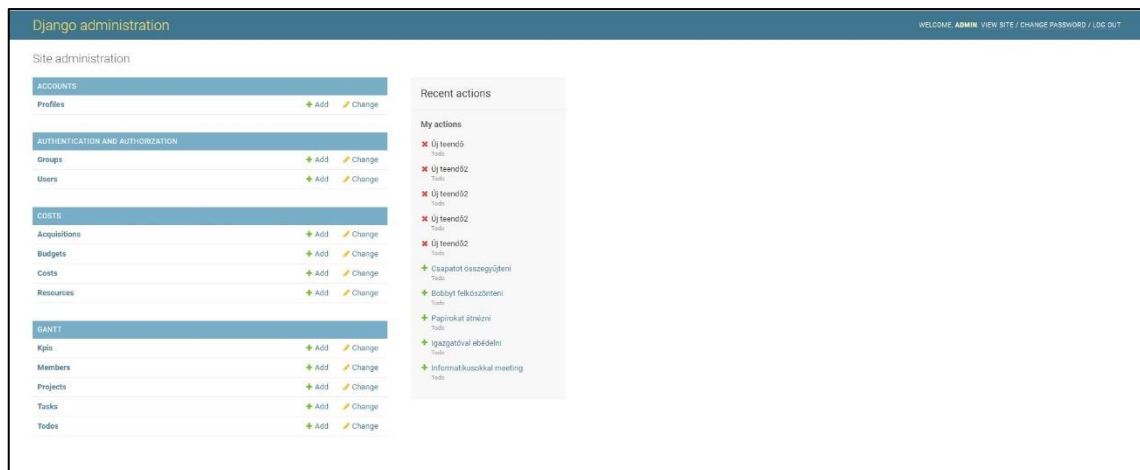 Django administration
WELCOME, ADMIN. VIEW SITE / CHANGE PASSWORD / LOG OUT
Site administration
ACCOUNTS
Profiles + Add Change
AUTHENTICATION AND AUTHORIZATION
Groups + Add Change
Users + Add Change
COSTS
Acquisitions + Add Change
Budgets + Add Change
Costs + Add Change
Resources + Add Change
GANTT
Kpis + Add Change
Members + Add Change
Projects + Add Change
Tasks + Add Change
Todos + Add Change
Recent actions
My actions
Új teendő
Todo
Új teendő2
Todo
Új teendő2
Todo
Új teendő2
Todo
Új teendő2
Todo
+ Csapatot összegyűjteni
Todo
+ Bobbyt felköszönteni
Todo
+ Papírokat átnézni
Todo
+ Igazgatóval ebédelni
Todo
+ Informatikusokkal meeting
Todo